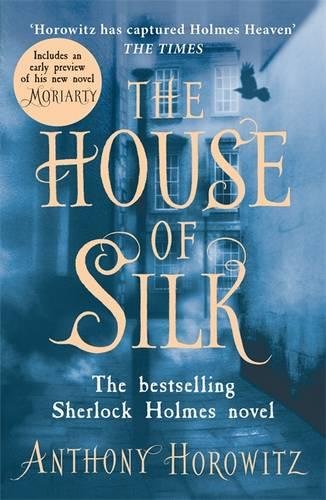 ‘Horowitz has captured Holmes Heaven’
THE TIMES
Includes an
early preview
of his new novel
MORIARTY
THE
HOUSE
OF
SILK
The bestselling
Sherlock Holmes novel
ANTHONY HOROWITZ